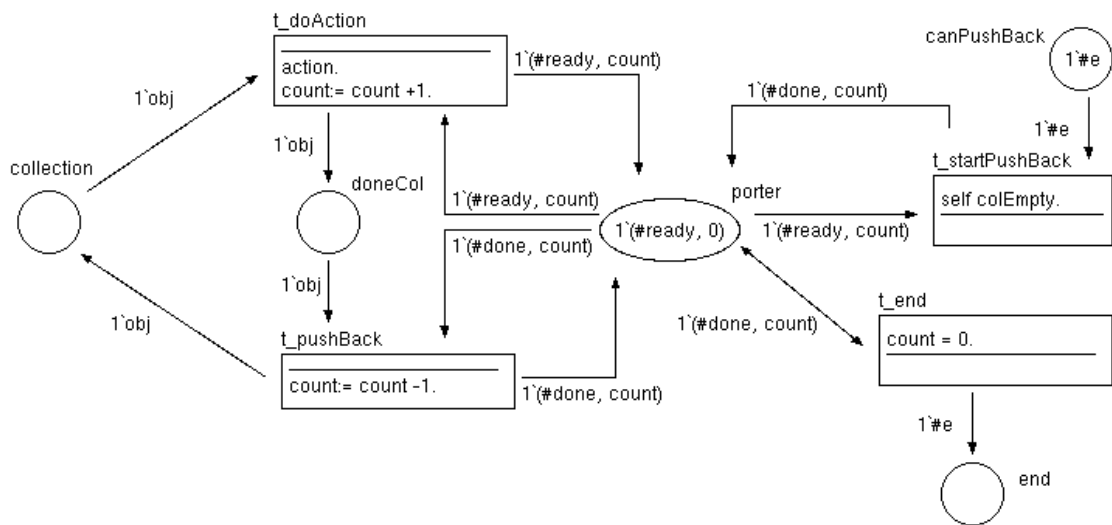 t_doAction
action.
count:= count +1.
1`(#ready, count)
canPushBack
1`#e
1`(#done, count)
1`obj
1`obj
1`#e
t_startPushBack
collection
doneCol
porter
self colEmpty.
1`(#ready, count)
1`(#ready, 0)
1`(#ready, count)
1`(#done, count)
1`obj
1`obj
t_end
1`(#done, count)
count = 0.
t_pushBack
count:= count -1.
1`(#done, count)
1`#e
end